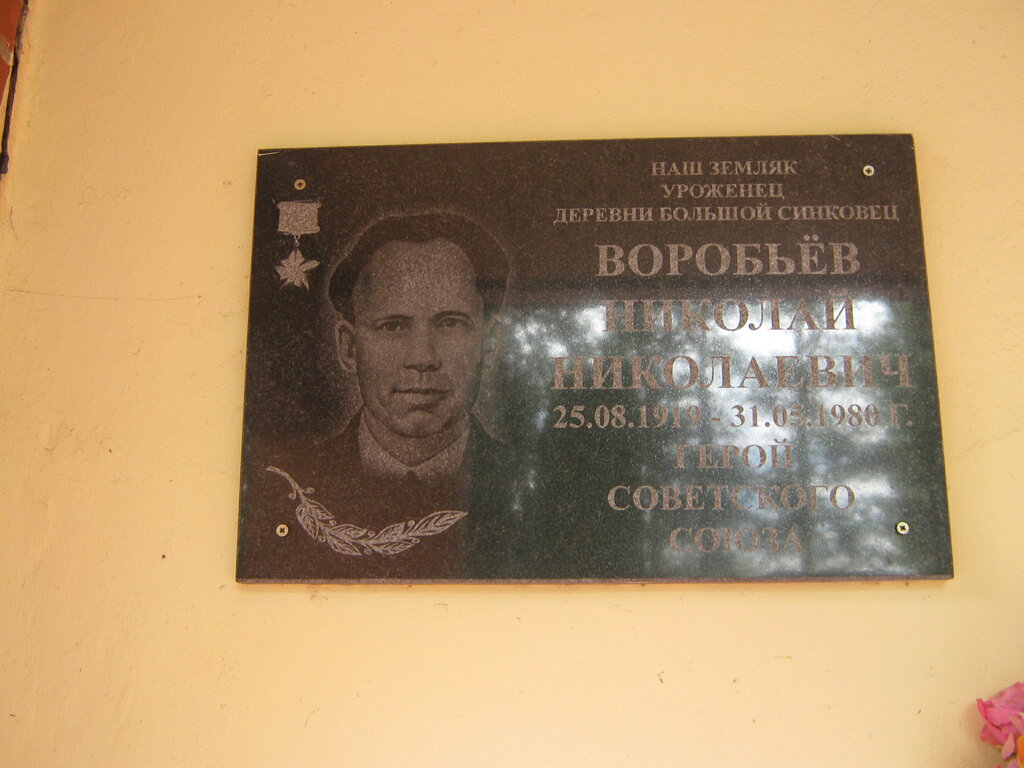 НАШ ЗЕМЛЯК
УРОЖЕНЕЦ
ДЕРЕВНИ БОЛЬШОЙ СИНКОВЕЦ
ВОРОБЬЁВ
НИКОЛАЙ
НИКОЛАЕВИЧ
25.08.1919 - 31.05.1980 Г.
ГЕРОЙ
СОВЕТСКОГО
СОЮЗА